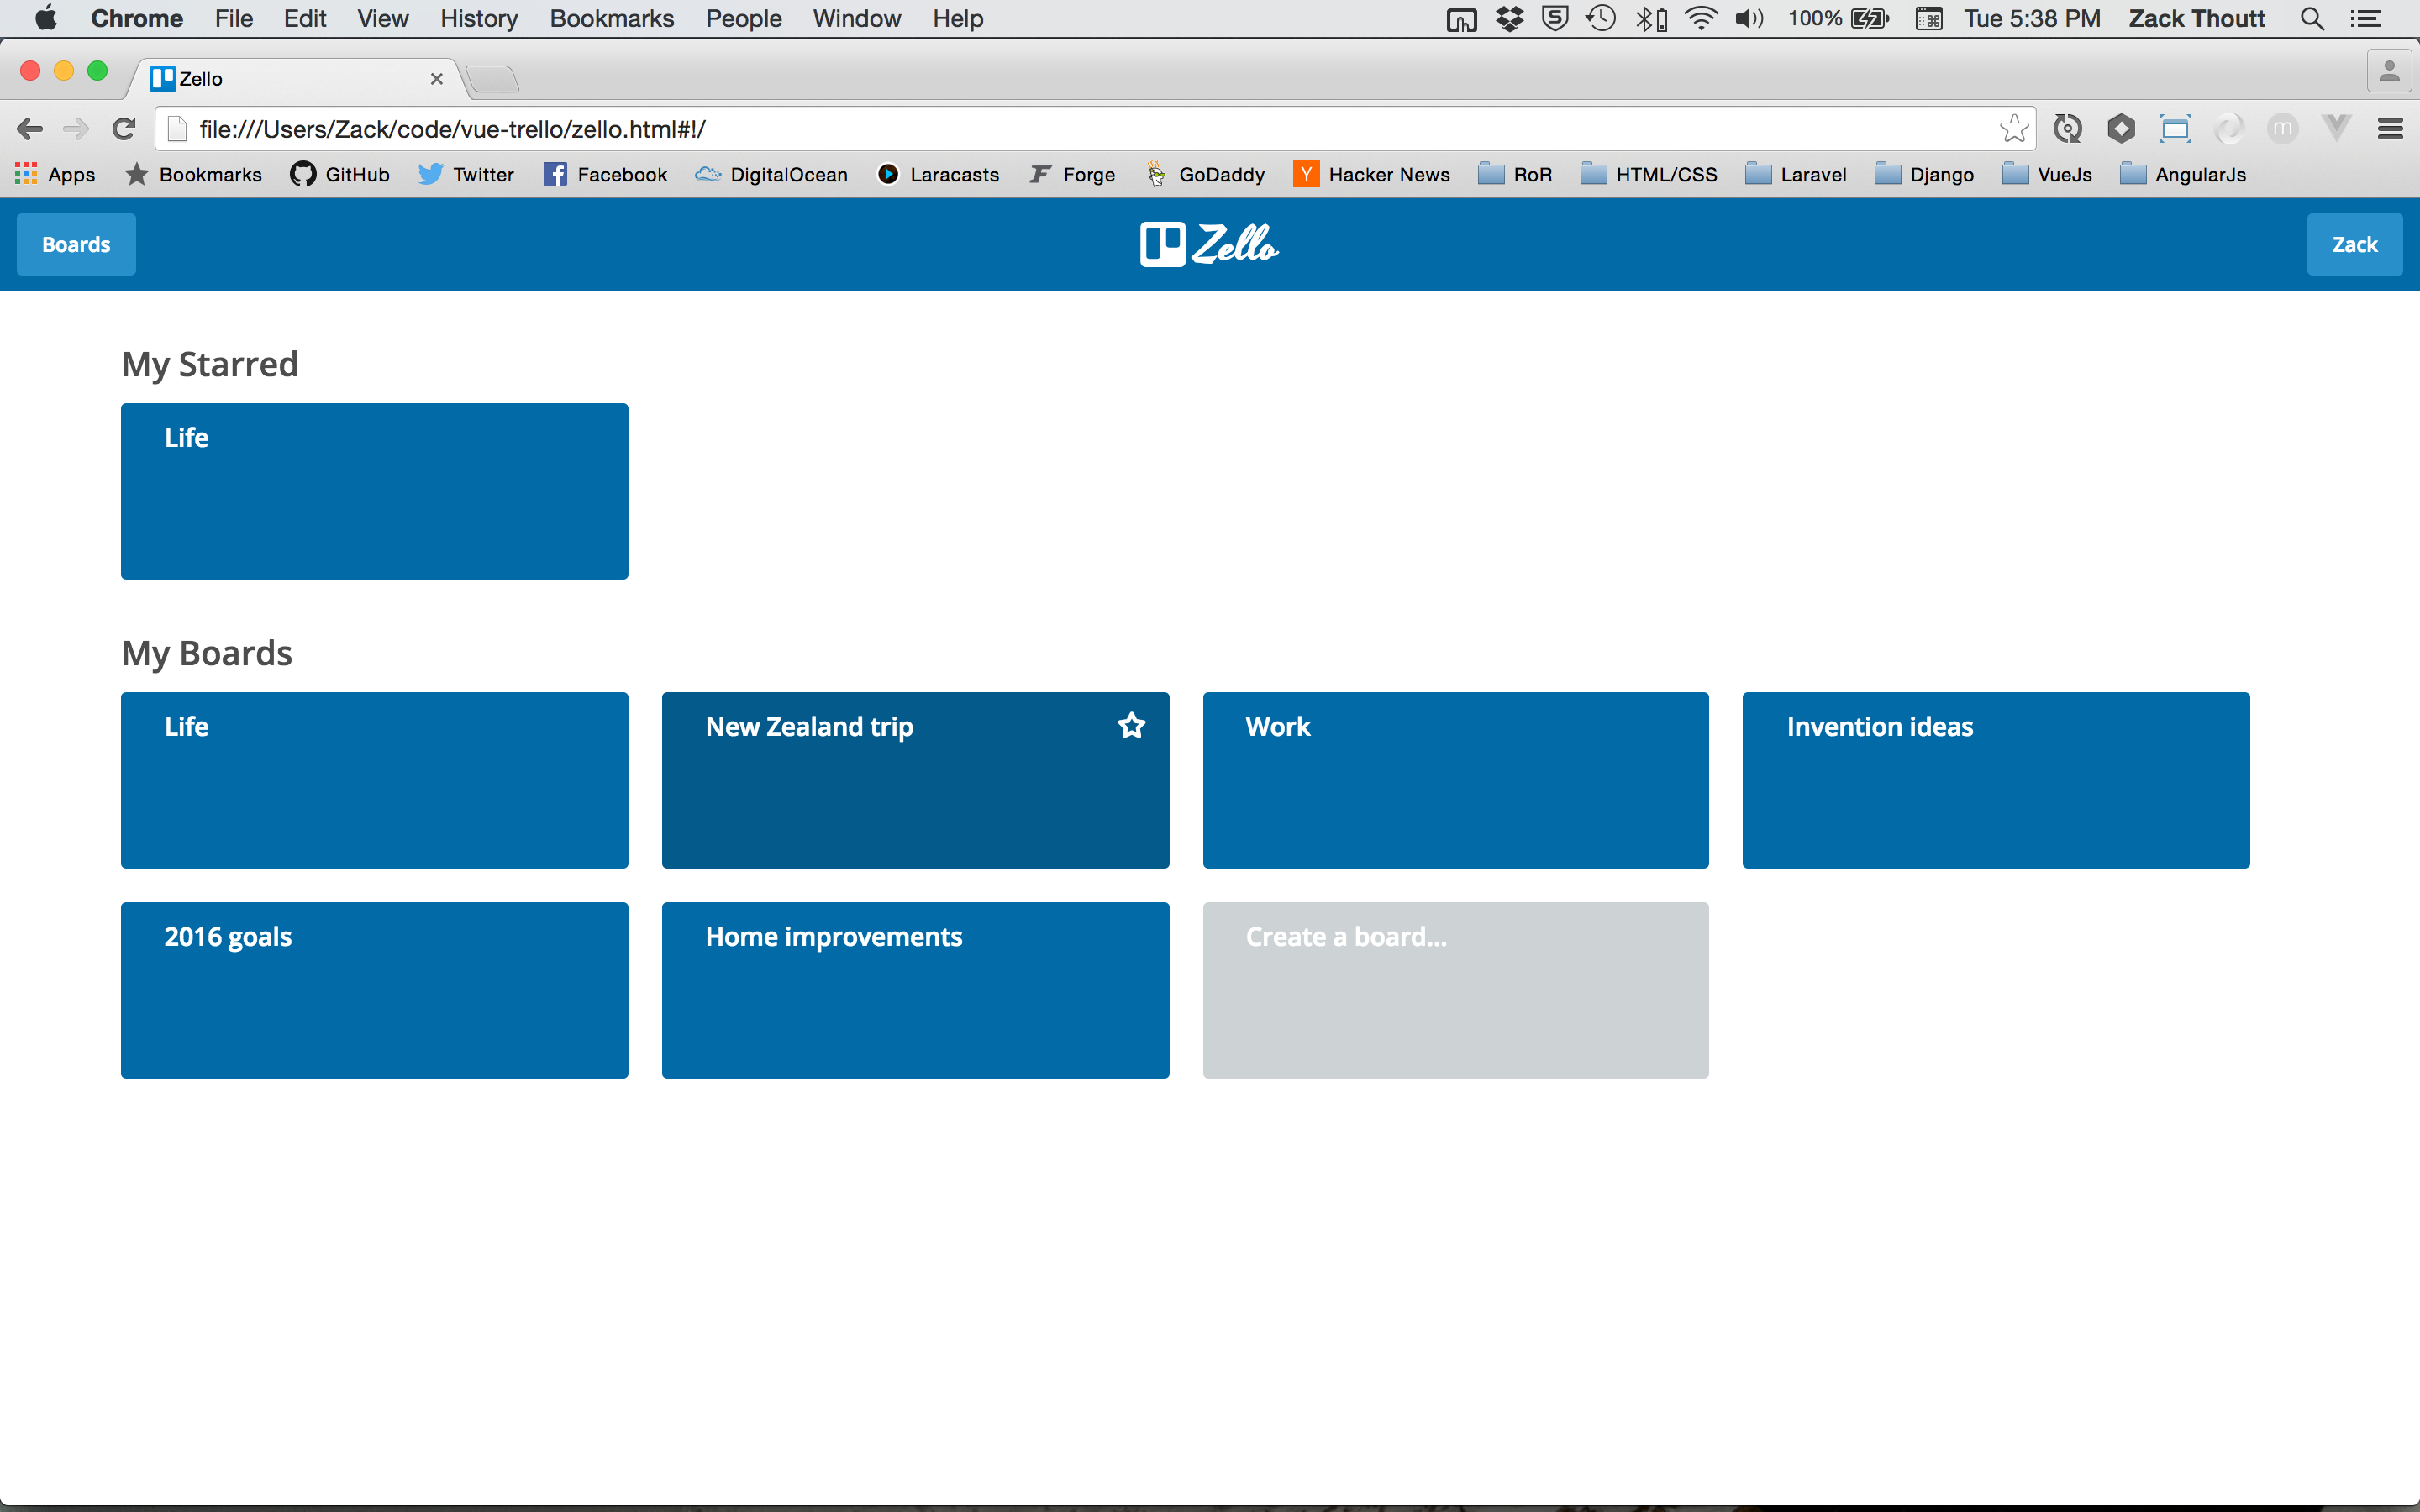 Chrome File Edit View History Bookmarks People Window Help 100% Tue 5:38 PM Zack Thoutt
Zello
file:///Users/Zack/code/vue-trello/zello.html#!/
Apps Bookmarks GitHub Twitter Facebook DigitalOcean Laracasts Forge GoDaddy Y Hacker News RoR HTML/CSS Laravel Django VueJs AngularJs
Boards Zello Zack
My Starred
Life
My Boards
Life New Zealand trip Work Invention ideas
2016 goals Home improvements Create a board...